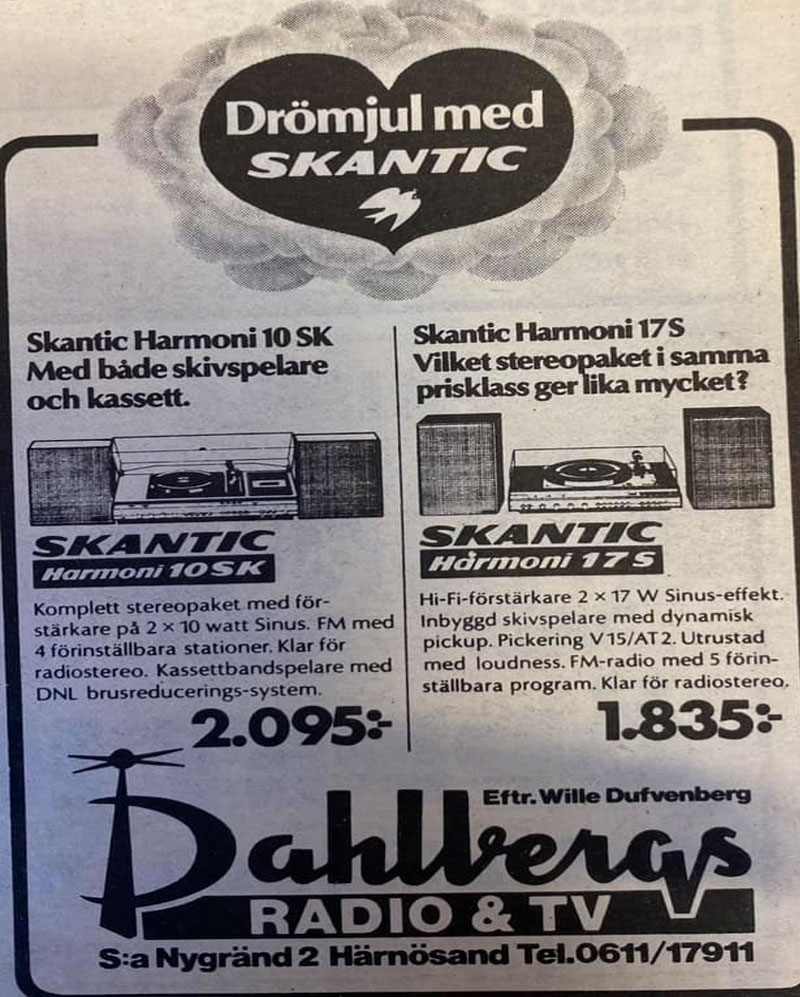 Drömjul med
SKANTIC
Skantic Harmoni 10 SK
Med både skivspelare
och kassett.
SKANTIC
Harmoni 10 SK
Komplett stereopaket med för-
stärkare på 2 × 10 watt Sinus. FM med
4 förinställbara stationer. Klar för
radiostereo. Kassettbandspelare med
DNL brusreducerings-system.
2.095:-
Skantic Harmoni 17 S
Vilket stereopaket i samma
prisklass ger lika mycket?
SKANTIC
Harmoni 17 S
Hi-Fi-förstärkare 2 × 17 W Sinus-effekt.
Inbyggd skivspelare med dynamisk
pickup. Pickering V 15/AT 2. Utrustad
med loudness. FM-radio med 5 förin-
ställbara program. Klar för radiostereo.
1.835:-
Eftr. Wille Dufvenberg
Dahlbergs
RADIO & TV
S:a Nygränd 2 Härnösand Tel.0611/17911